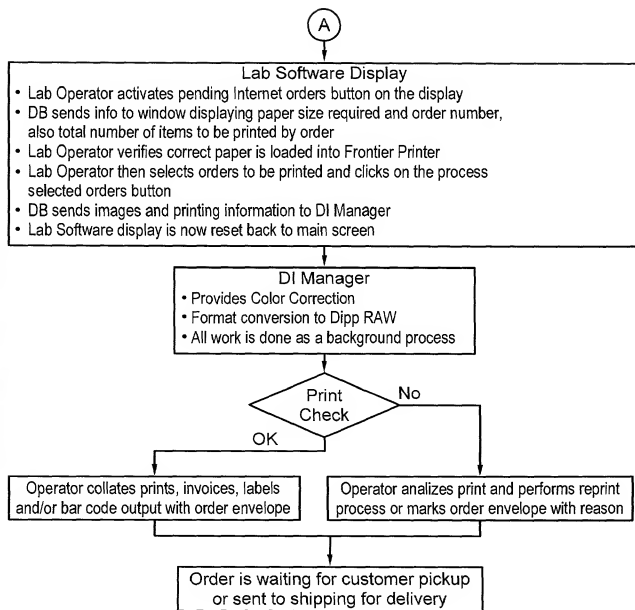 A
Lab Software Display
• Lab Operator activates pending Internet orders button on the display
• DB sends info to window displaying paper size required and order number,
also total number of items to be printed by order
• Lab Operator verifies correct paper is loaded into Frontier Printer
• Lab Operator then selects orders to be printed and clicks on the process
selected orders button
• DB sends images and printing information to DI Manager
• Lab Software display is now reset back to main screen
DI Manager
• Provides Color Correction
• Format conversion to Dipp RAW
• All work is done as a background process
Print
Check
No
OK
Operator collates prints, invoices, labels
and/or bar code output with order envelope
Operator analizes print and performs reprint
process or marks order envelope with reason
Order is waiting for customer pickup
or sent to shipping for delivery